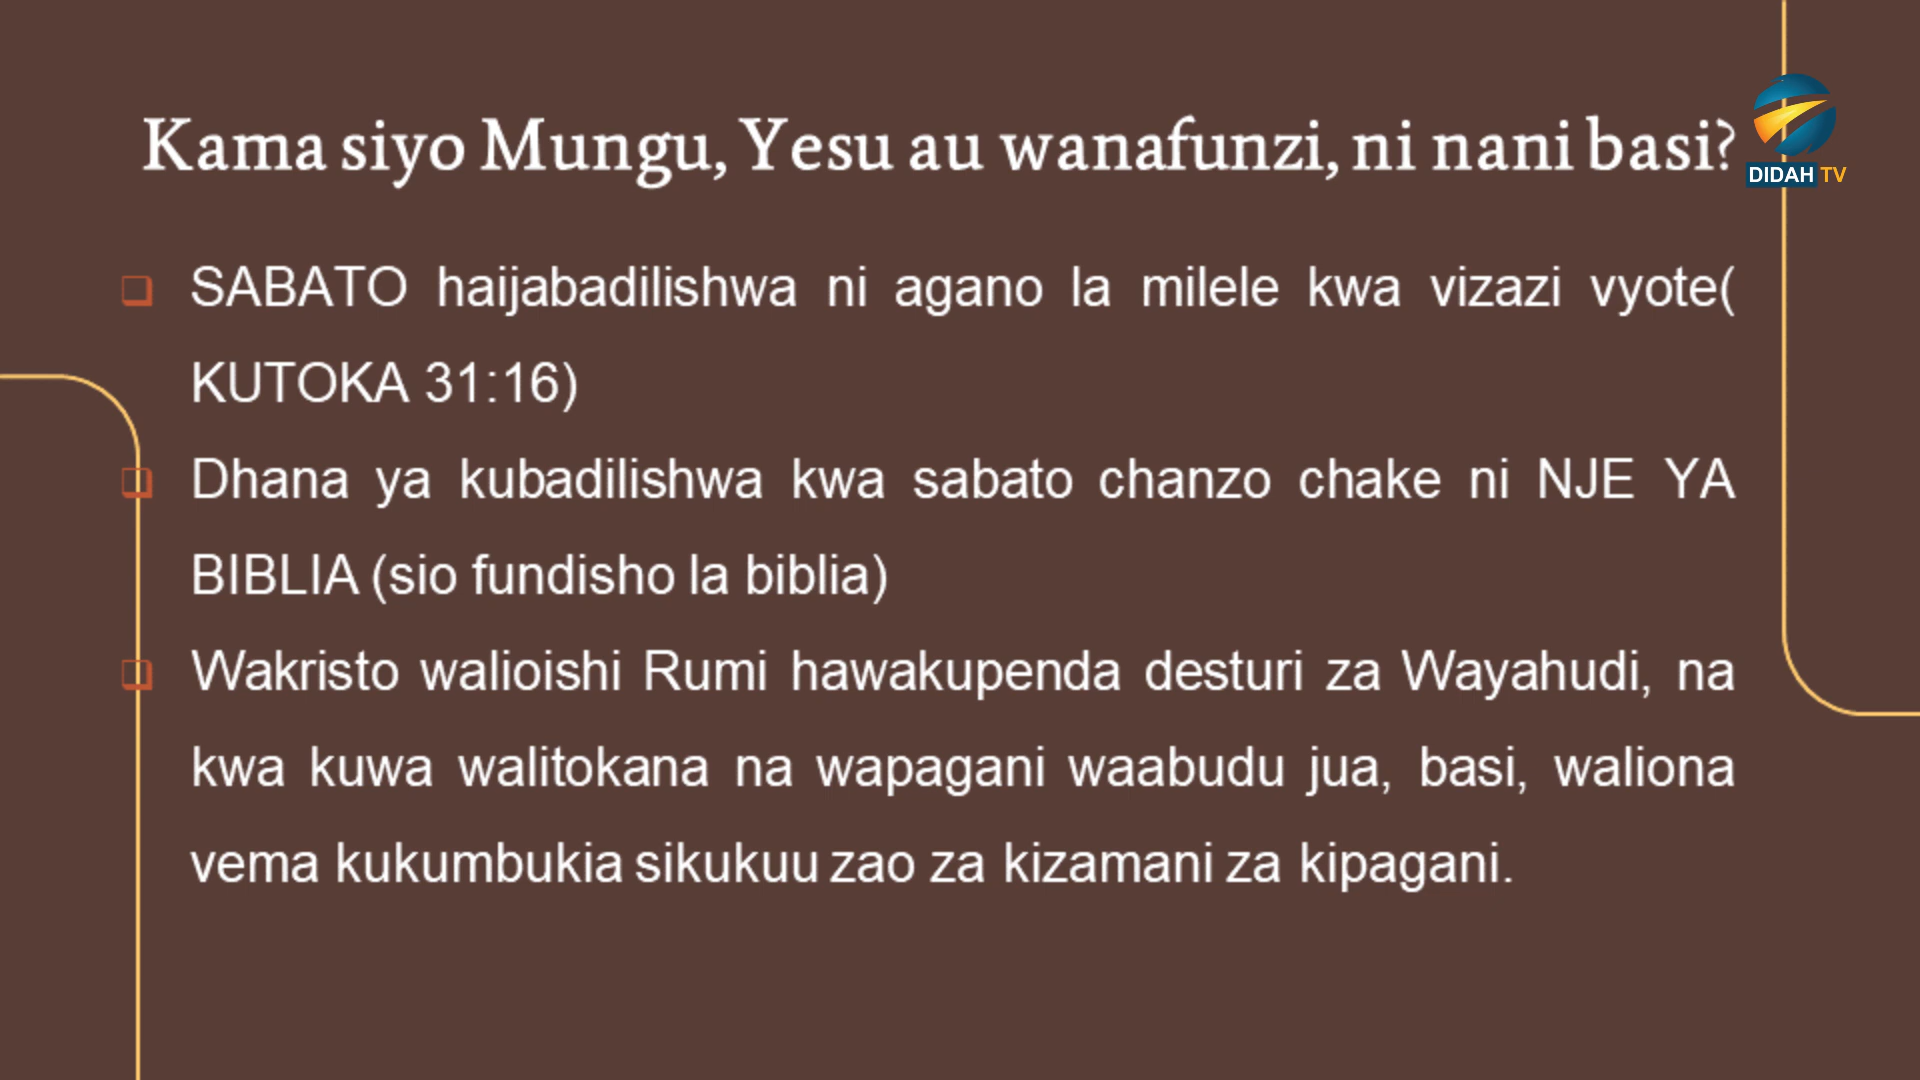 Kama siyo Mungu, Yesu au wanafunzi, ni nani basi?
DIDAH TV
SABATO haijabadilishwa ni agano la milele kwa vizazi vyote(
KUTOKA 31:16)
Dhana ya kubadilishwa kwa sabato chanzo chake ni NJE YA
BIBLIA (sio fundisho la biblia)
Wakristo walioishi Rumi hawakupenda desturi za Wayahudi, na
kwa kuwa walitokana na wapagani waabudu jua, basi, waliona
vema kukumbukia sikukuu zao za kizamani za kipagani.